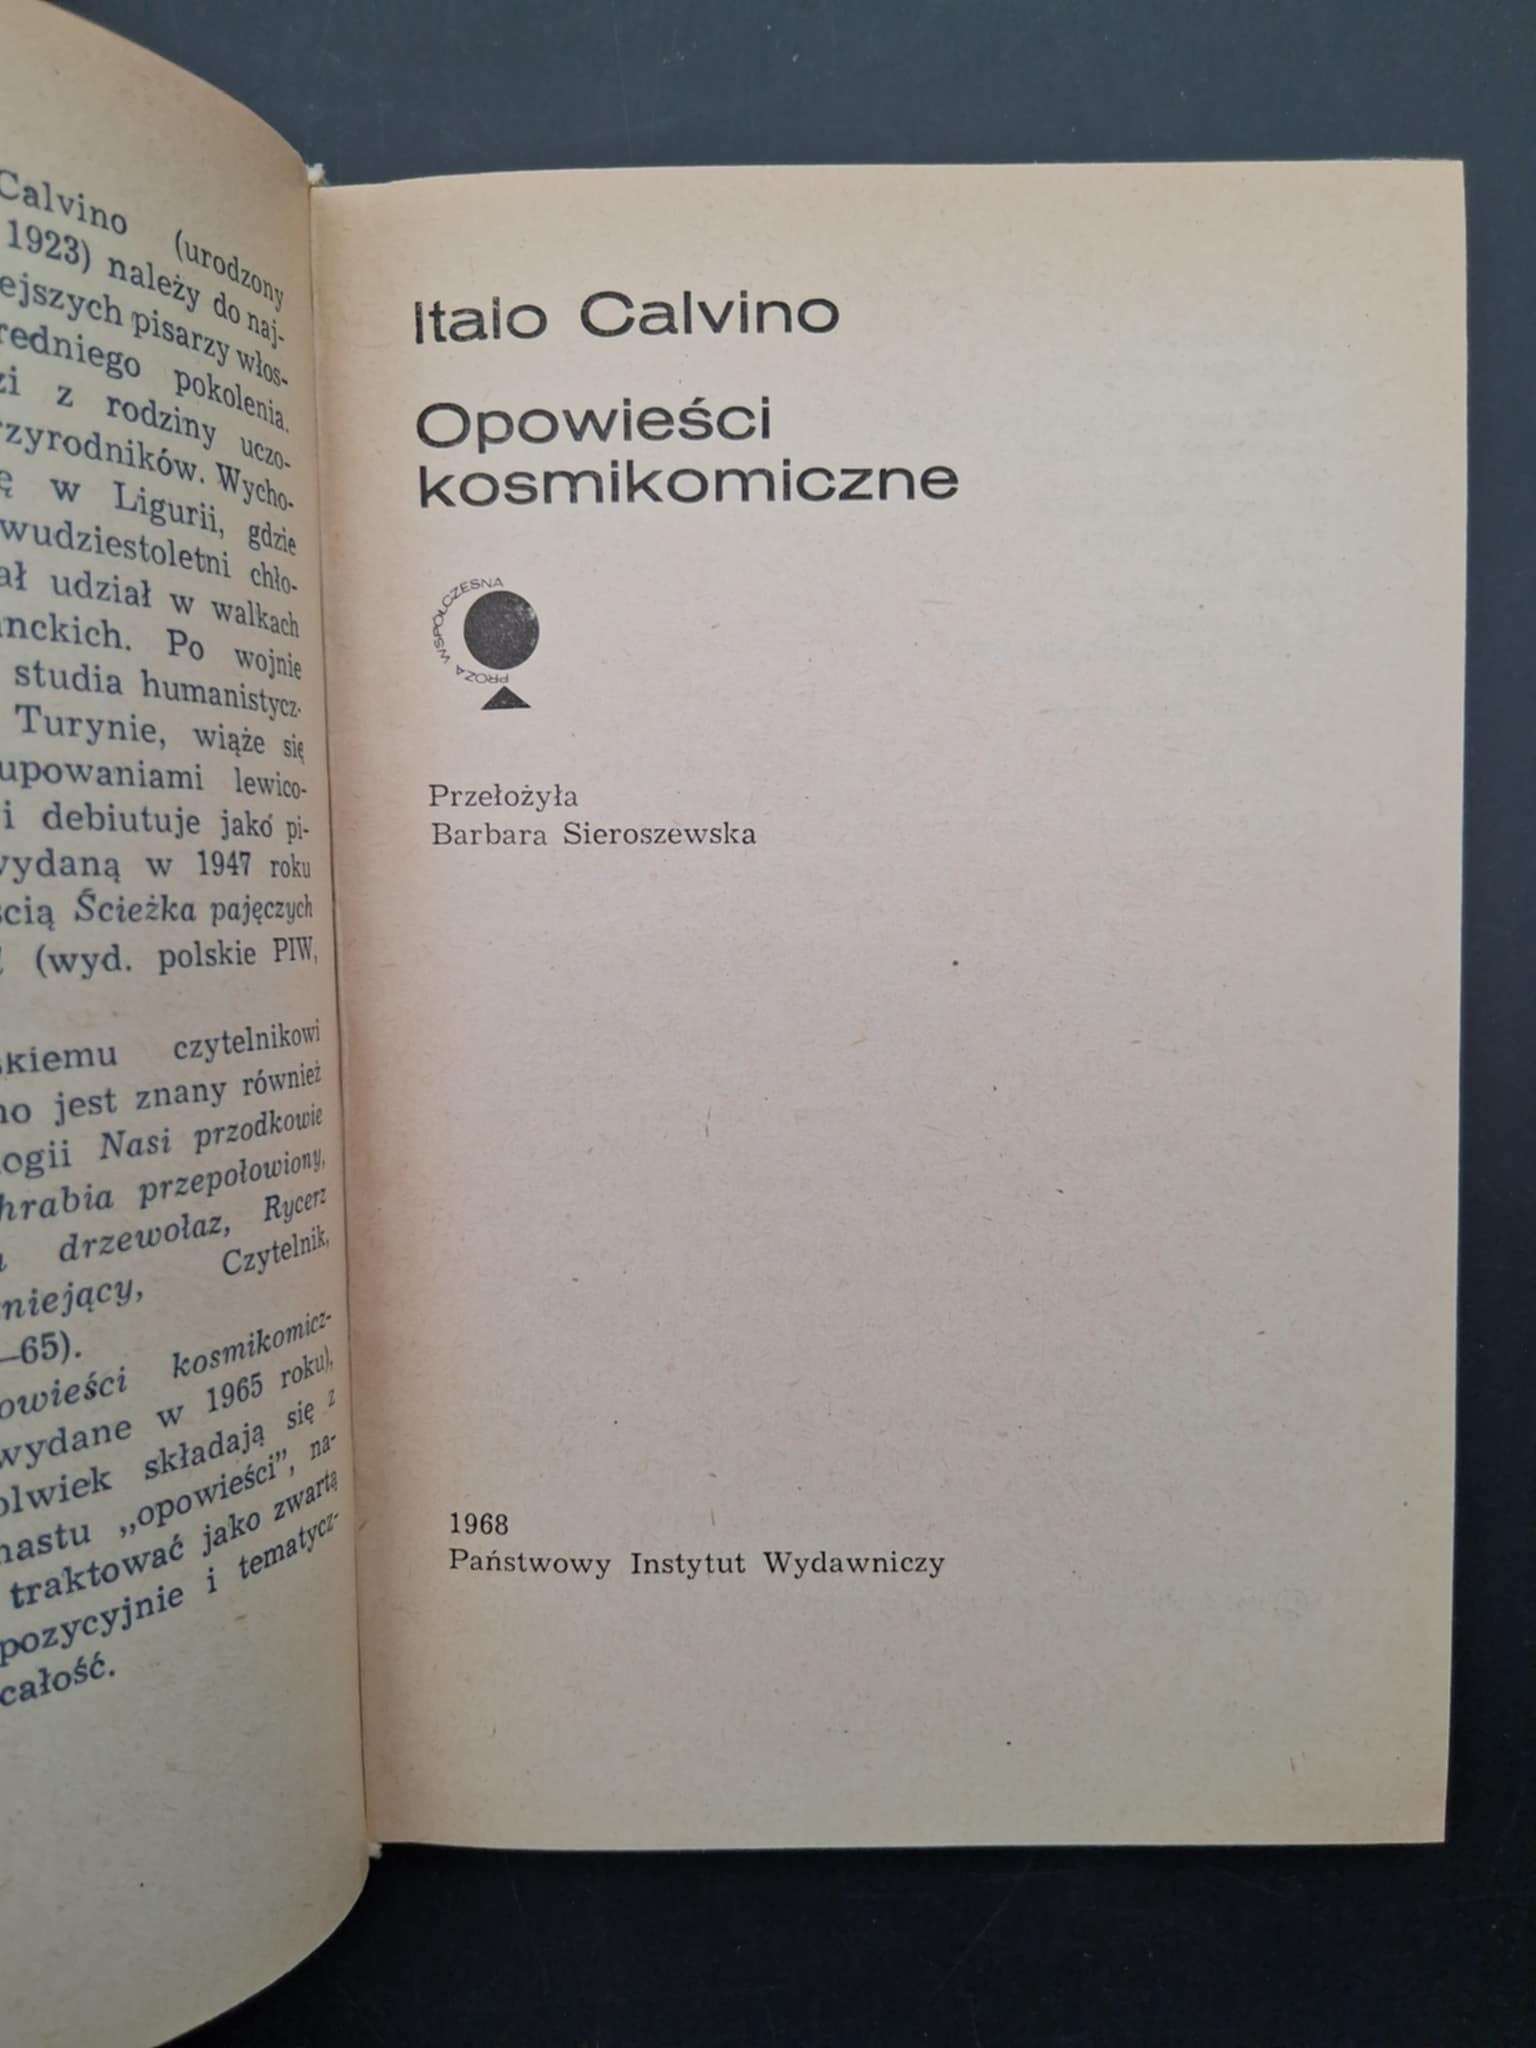 Calvino (urodzony
1923) należy do naj-
ejszych pisarzy włos-
redniego pokolenia.
zi z rodziny uczo-
rzyrodników. Wycho-
ę w Ligurii, gdzie
wudziestoletni chło-
ał udział w walkach
anckich. Po wojnie
studia humanistycz-
Turynie, wiąże się
upowaniami lewico-
i debiutuje jako pi-
wydaną w 1947 roku
ścią Ścieżka pajęczych
(wyd. polskie PIW,
skiemu czytelnikowi
no jest znany również
logii Nasi przodkowie
hrabia przepołowiony,
drzewołaz, Rycerz
niejący, Czytelnik,
—65).
owieści kosmikomicz-
wydane w 1965 roku),
olwiek składają się z
nastu „opowieści”, na-
traktować jako zwartą
pozycyjnie i tematycz-
całość.
Italo Calvino
Opowieści
kosmikomiczne
PROZA WSPÓŁCZESNA
Przełożyła
Barbara Sieroszewska
1968
Państwowy Instytut Wydawniczy